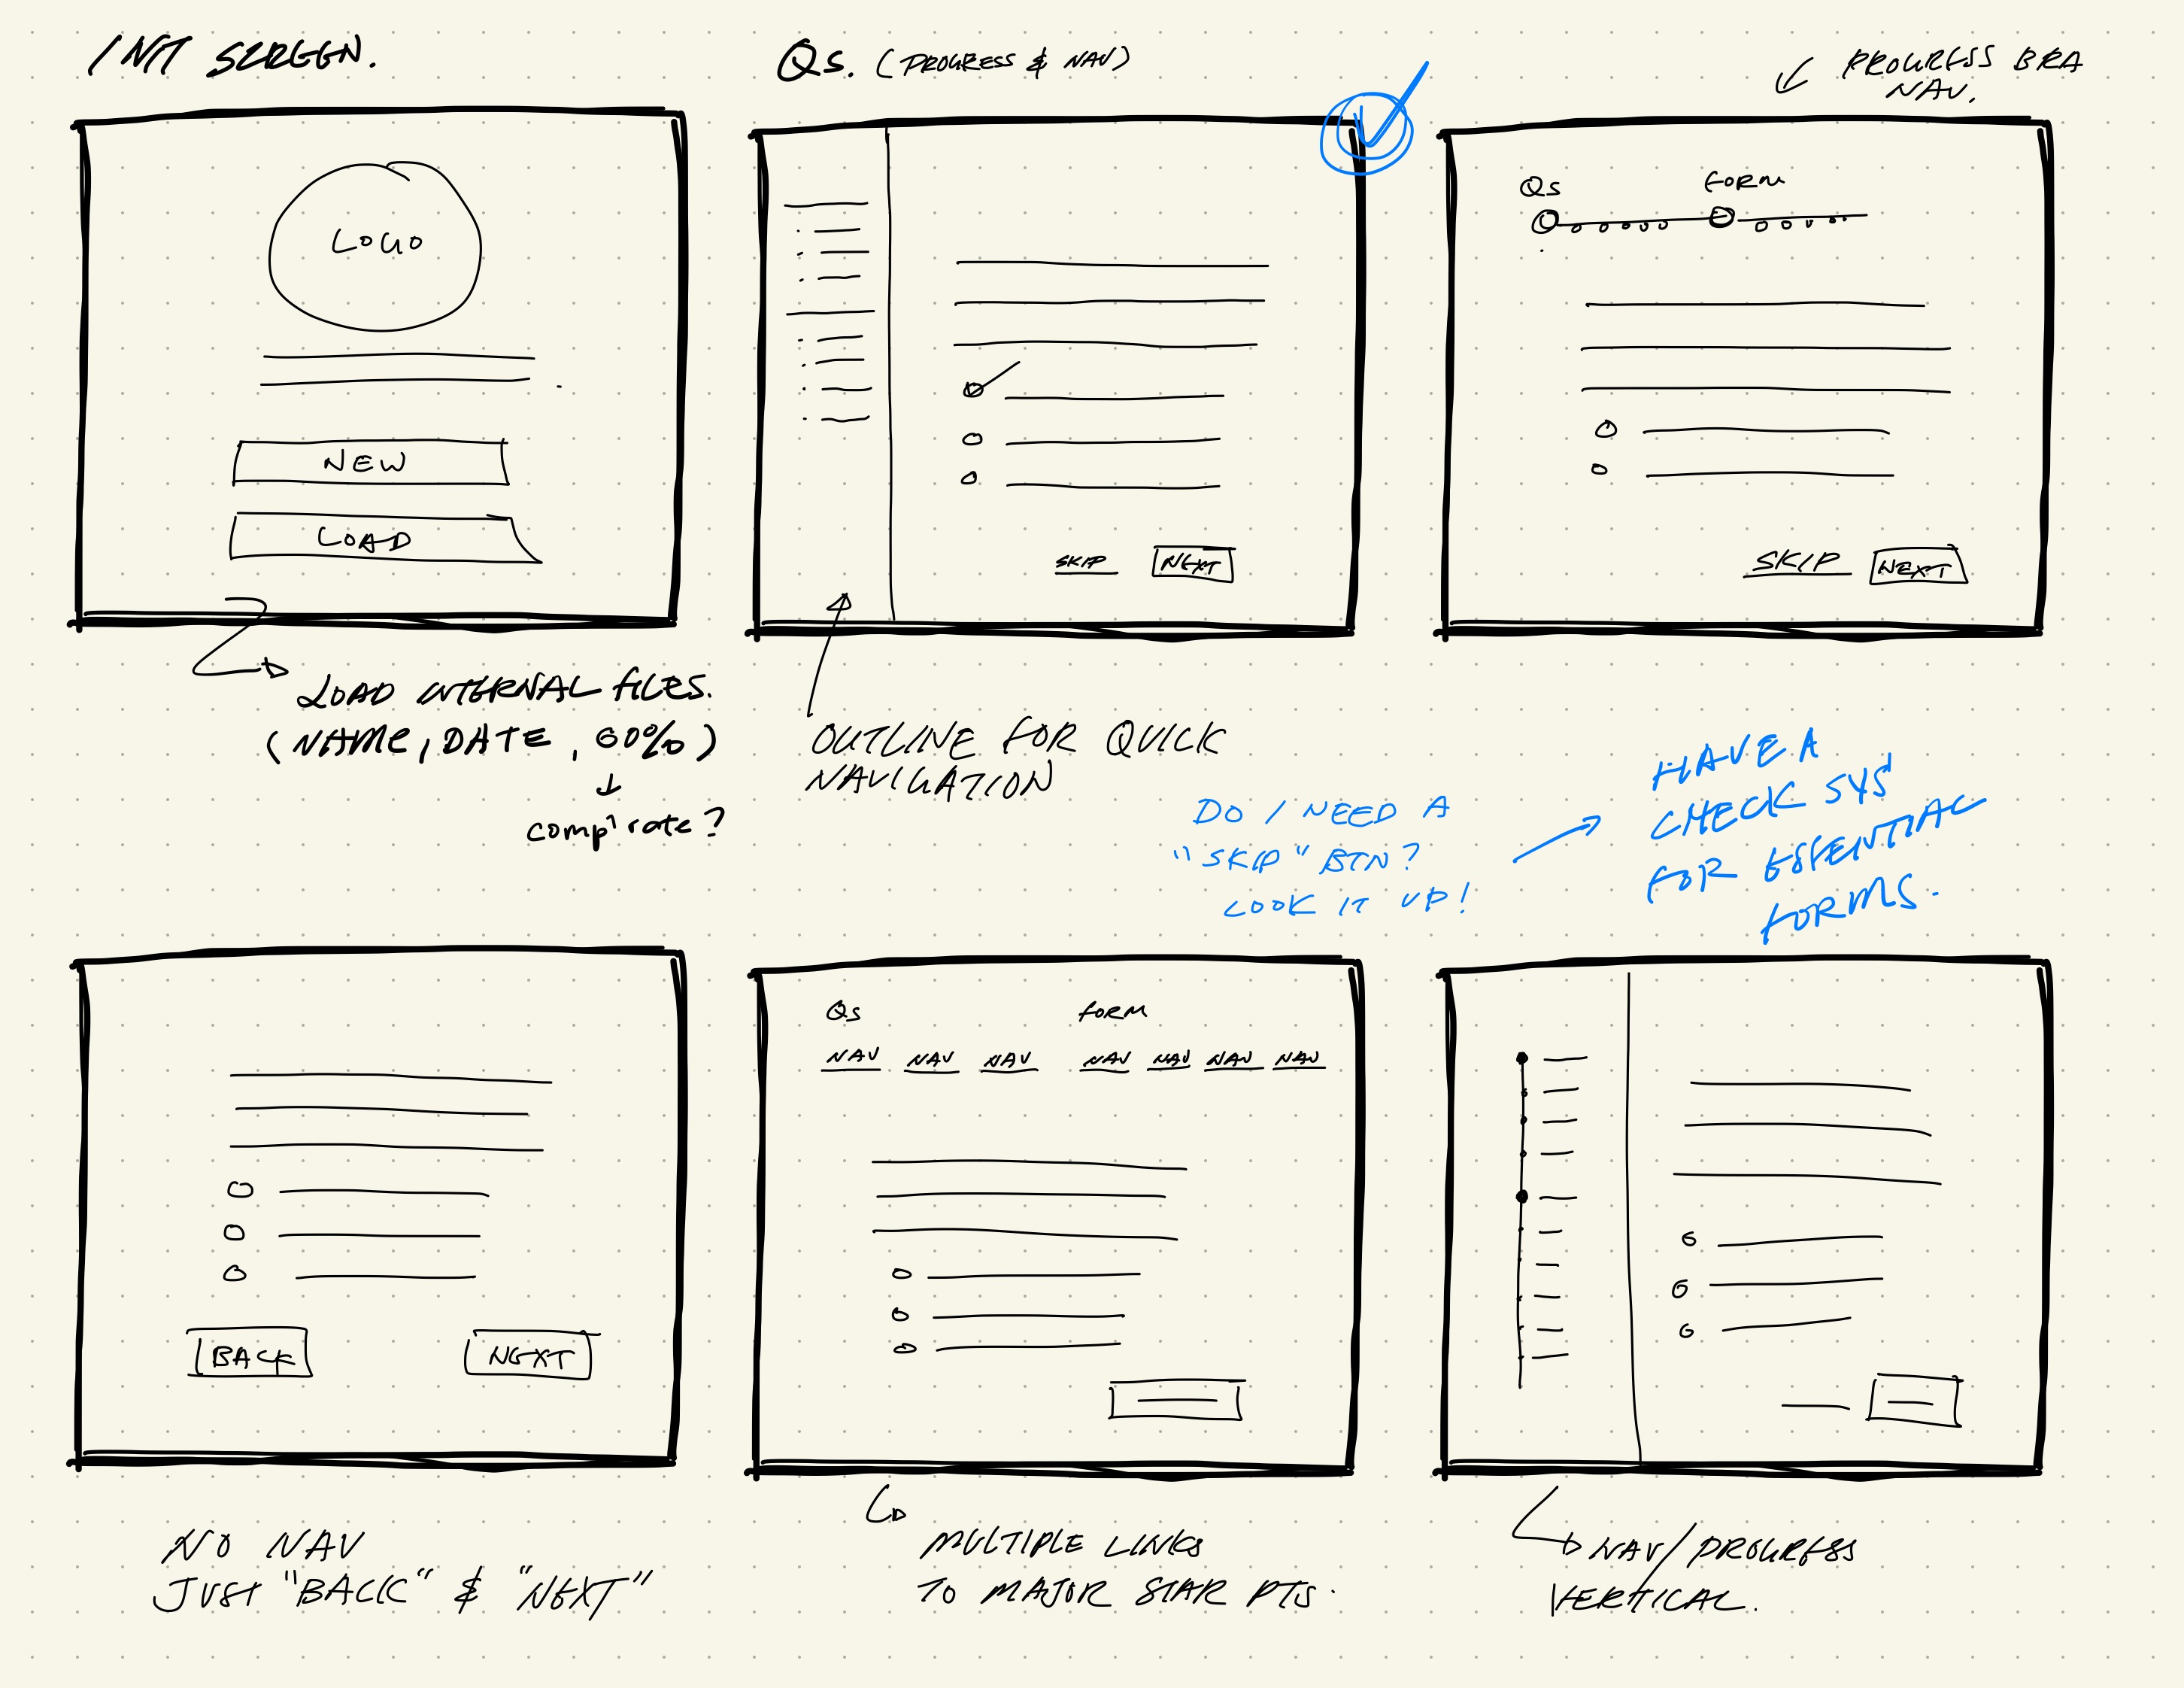 INIT SCREEN.
LOGO
NEW
LOAD
LOAD INTERNAL FILES.
(NAME, DATE, 60%)
comp' rate?
QS. (PROGRESS & NAV)
SKIP NEXT
OUTLINE FOR QUICK
NAVIGATION
PROGRESS BRA
NAV.
Qs FORM
SKIP NEXT
DO I NEED A
"SKIP" BTN?
LOOK IT UP!
HAVE A
CHECK SYS
FOR ESSENTIAL
FORMS.
BACK NEXT
NO NAV
JUST "BACK" & "NEXT"
Qs FORM
NAV NAV NAV NAV NAV NAV NAV
MULTIPLE LINKS
TO MAJOR STAR PTS.
NAV/PROGRESS
VERTICAL.